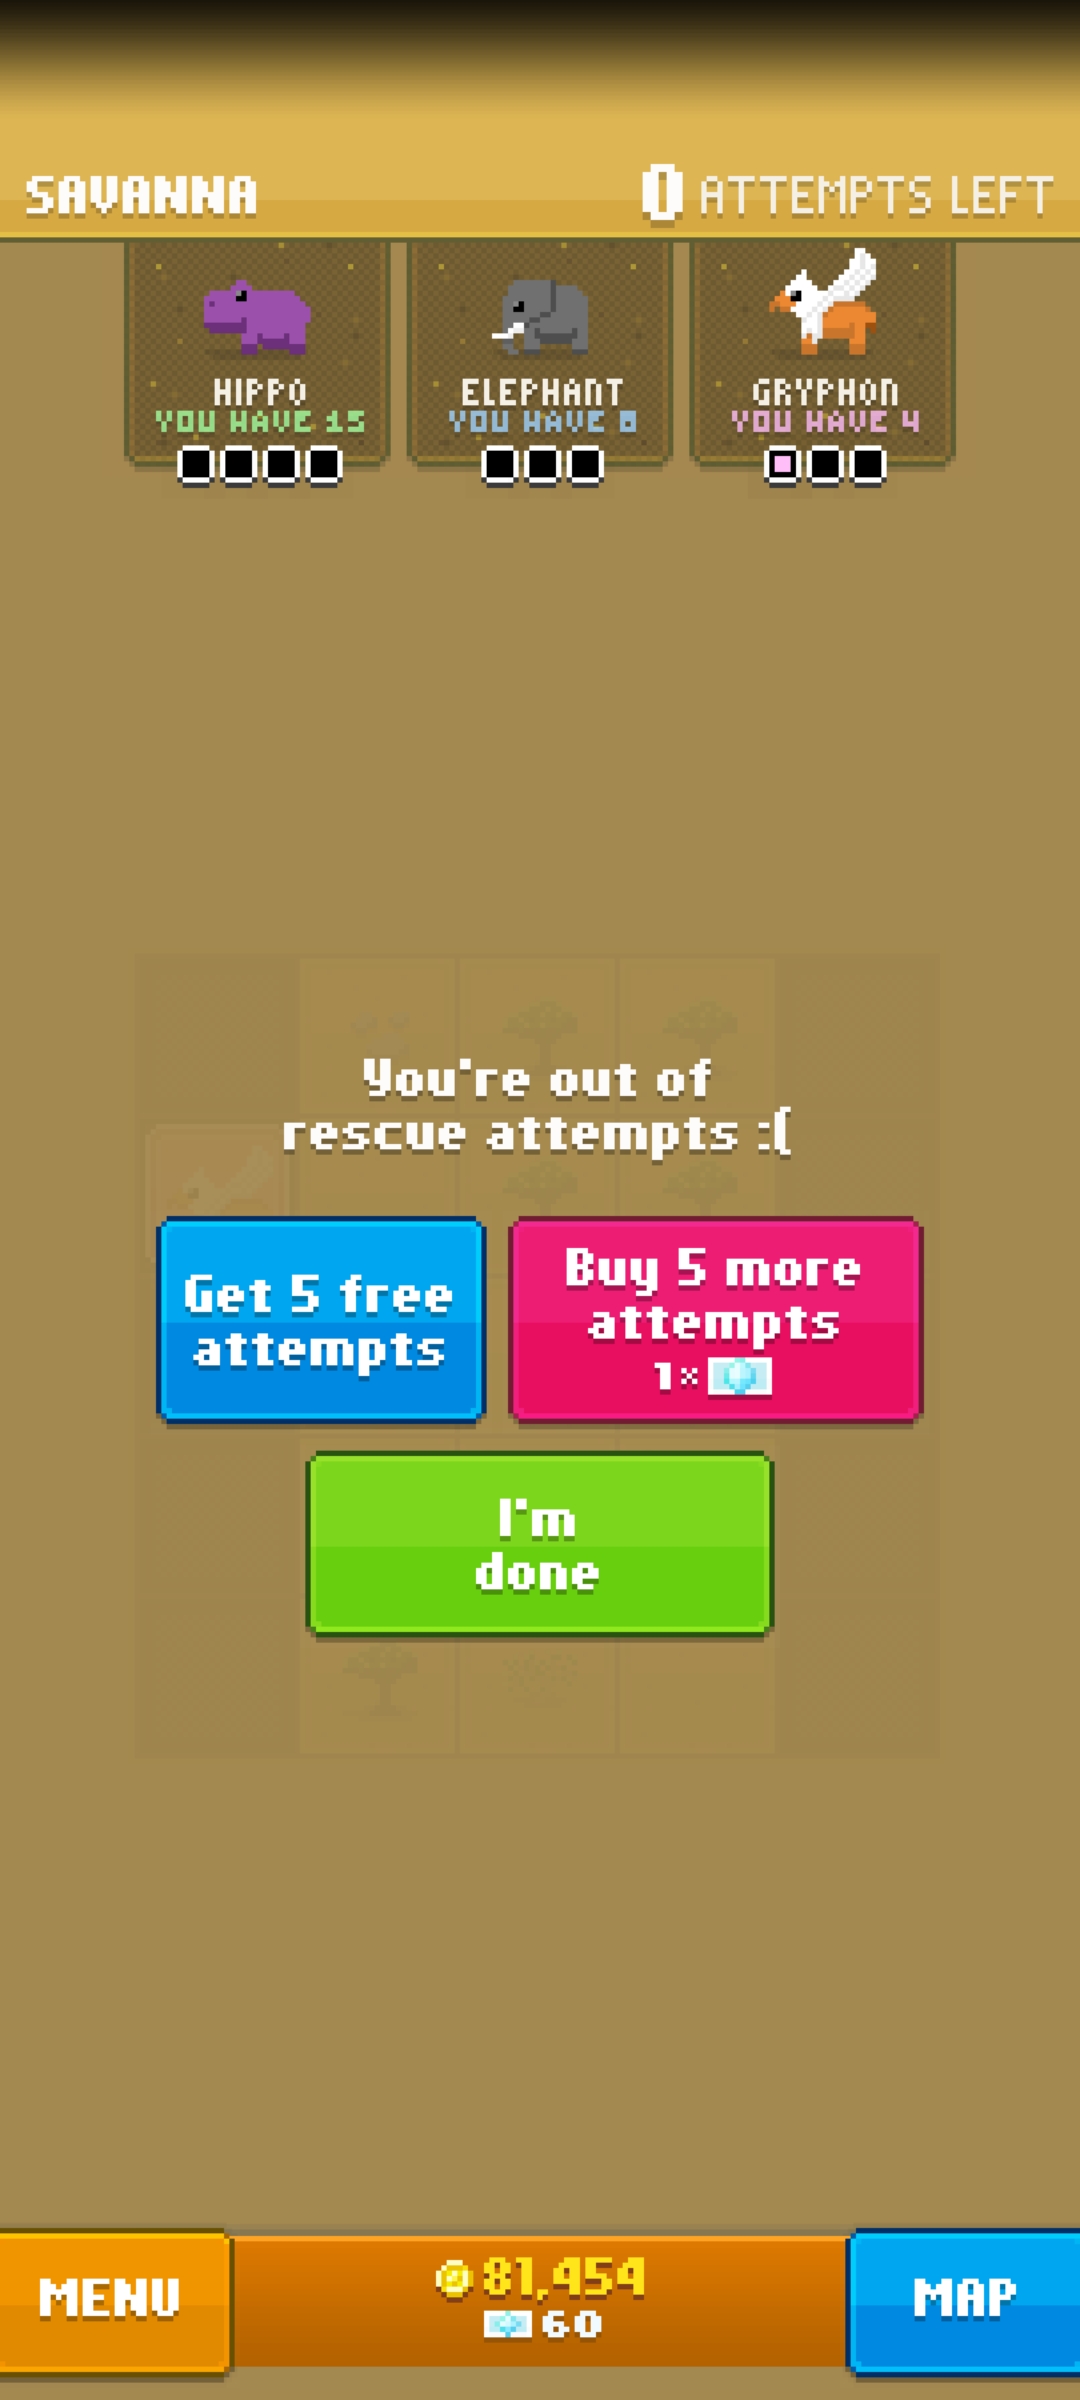 SAVANNA
0 ATTEMPTS LEFT
HIPPO
YOU HAVE 15
ELEPHANT
YOU HAVE 8
GRYPHON
YOU HAVE 4
You're out of
rescue attempts :(
Get 5 free
attempts
Buy 5 more
attempts
1×
I'm
done
MENU
81,454
60
MAP